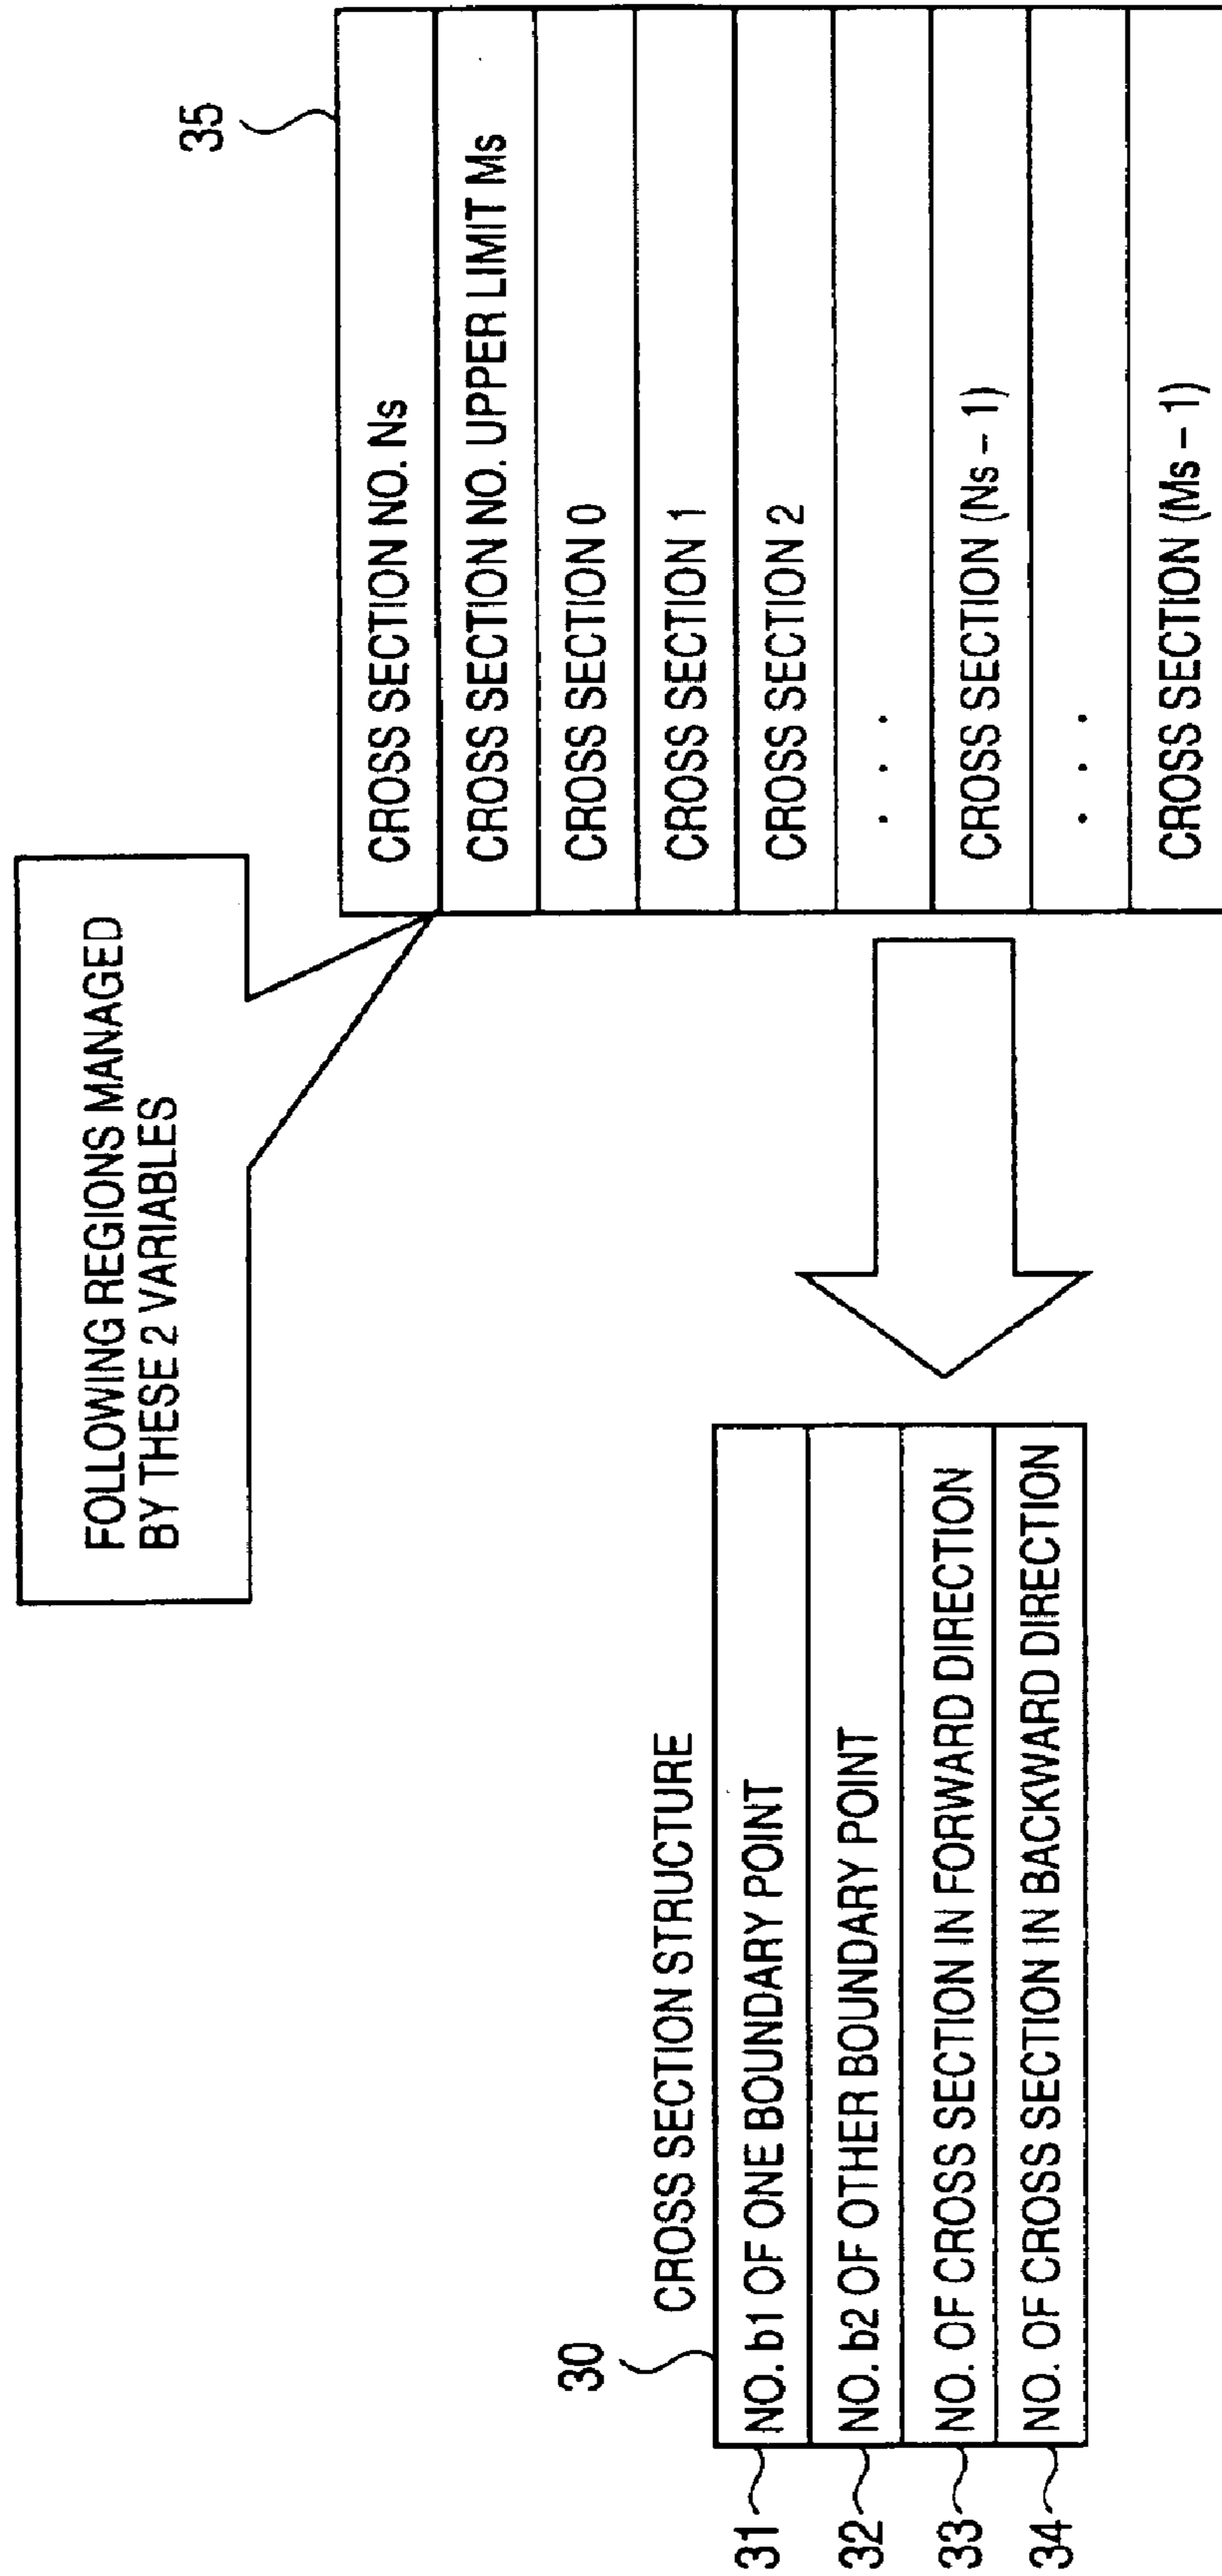 FOLLOWING REGIONS MANAGED
BY THESE 2 VARIABLES
CROSS SECTION STRUCTURE
30
31
NO. b1 OF ONE BOUNDARY POINT
32
NO. b2 OF OTHER BOUNDARY POINT
33
NO. OF CROSS SECTION IN FORWARD DIRECTION
34
NO. OF CROSS SECTION IN BACKWARD DIRECTION
35
CROSS SECTION NO. Ns
CROSS SECTION NO. UPPER LIMIT Ms
CROSS SECTION 0
CROSS SECTION 1
CROSS SECTION 2
. . .
CROSS SECTION (Ns – 1)
. . .
CROSS SECTION (Ms – 1)